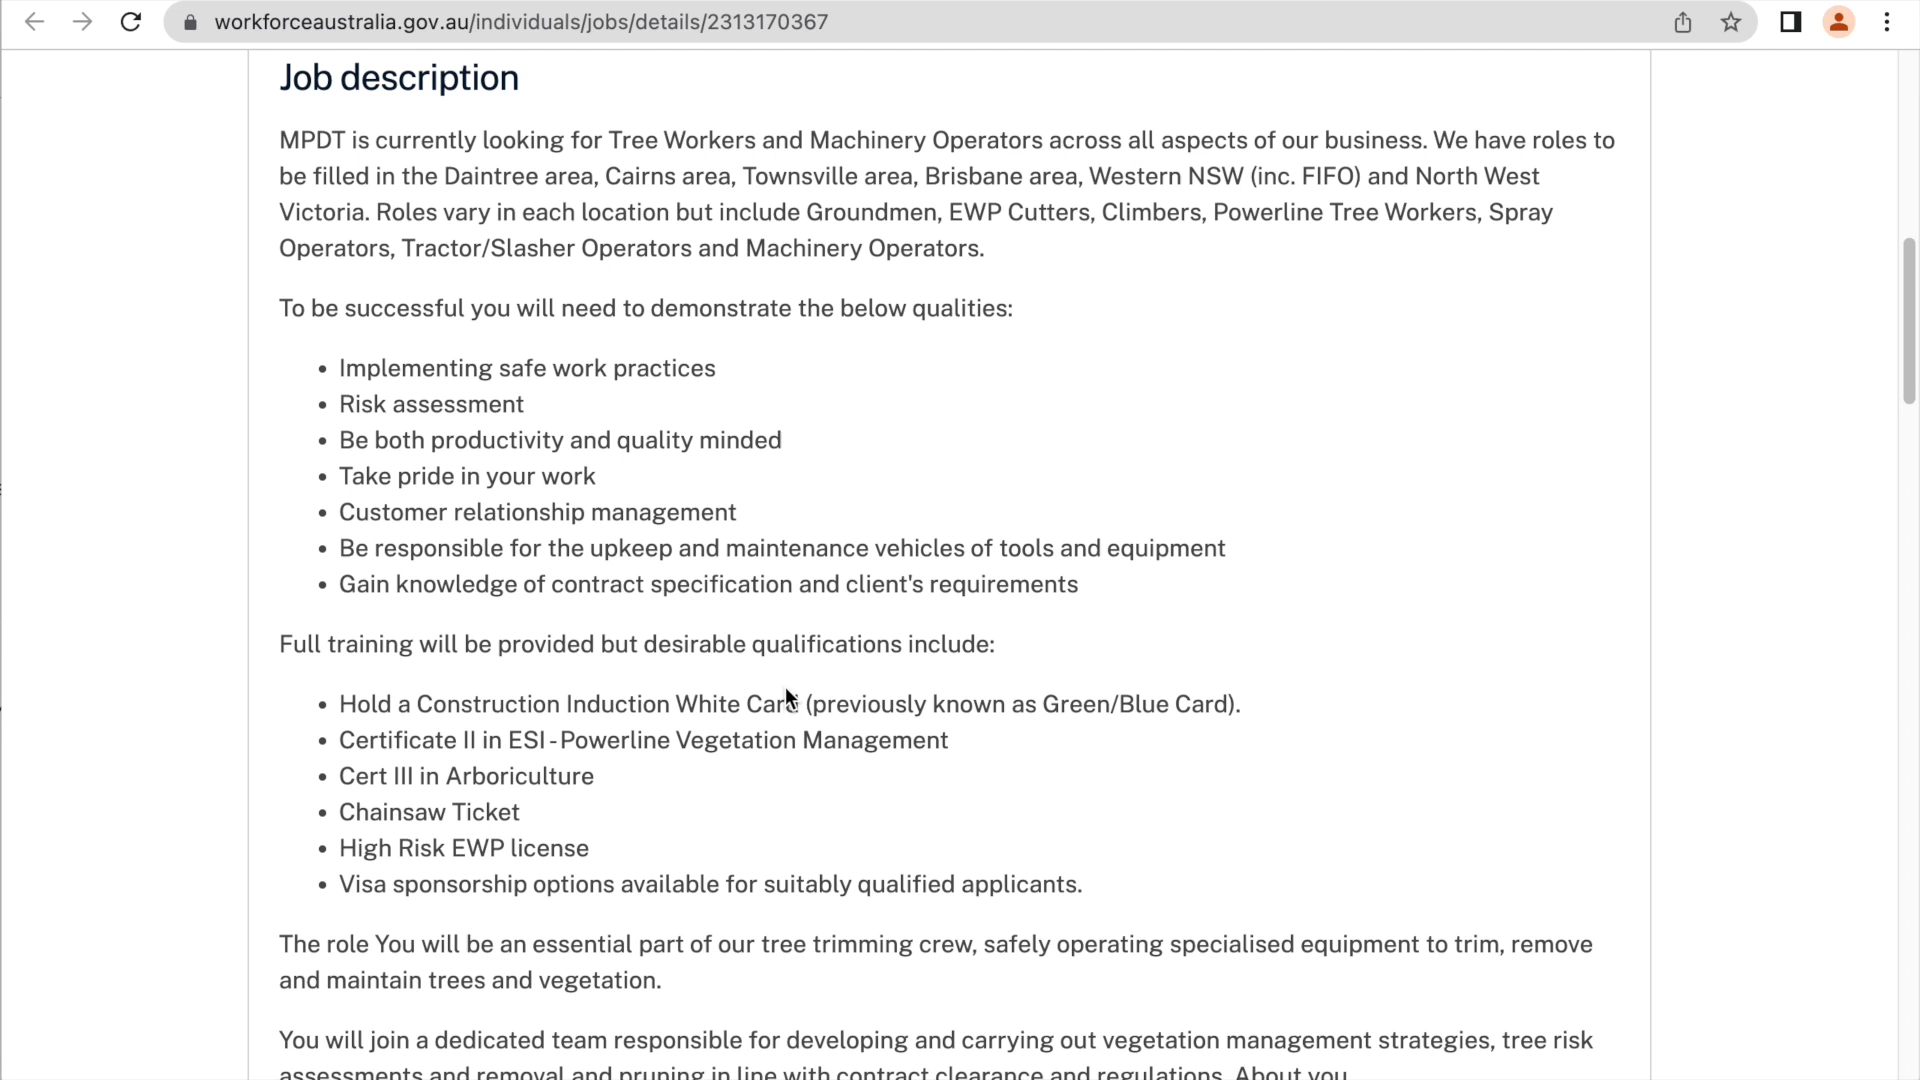 workforceaustralia.gov.au/individuals/jobs/details/2313170367
Job description
MPDT is currently looking for Tree Workers and Machinery Operators across all aspects of our business. We have roles to
be filled in the Daintree area, Cairns area, Townsville area, Brisbane area, Western NSW (inc. FIFO) and North West
Victoria. Roles vary in each location but include Groundmen, EWP Cutters, Climbers, Powerline Tree Workers, Spray
Operators, Tractor/Slasher Operators and Machinery Operators.
To be successful you will need to demonstrate the below qualities:
• Implementing safe work practices
• Risk assessment
• Be both productivity and quality minded
• Take pride in your work
• Customer relationship management
• Be responsible for the upkeep and maintenance vehicles of tools and equipment
• Gain knowledge of contract specification and client's requirements
Full training will be provided but desirable qualifications include:
• Hold a Construction Induction White Card (previously known as Green/Blue Card).
• Certificate II in ESI - Powerline Vegetation Management
• Cert III in Arboriculture
• Chainsaw Ticket
• High Risk EWP license
• Visa sponsorship options available for suitably qualified applicants.
The role You will be an essential part of our tree trimming crew, safely operating specialised equipment to trim, remove
and maintain trees and vegetation.
You will join a dedicated team responsible for developing and carrying out vegetation management strategies, tree risk
assessments and removal and pruning in line with contract clearance and regulations. About you